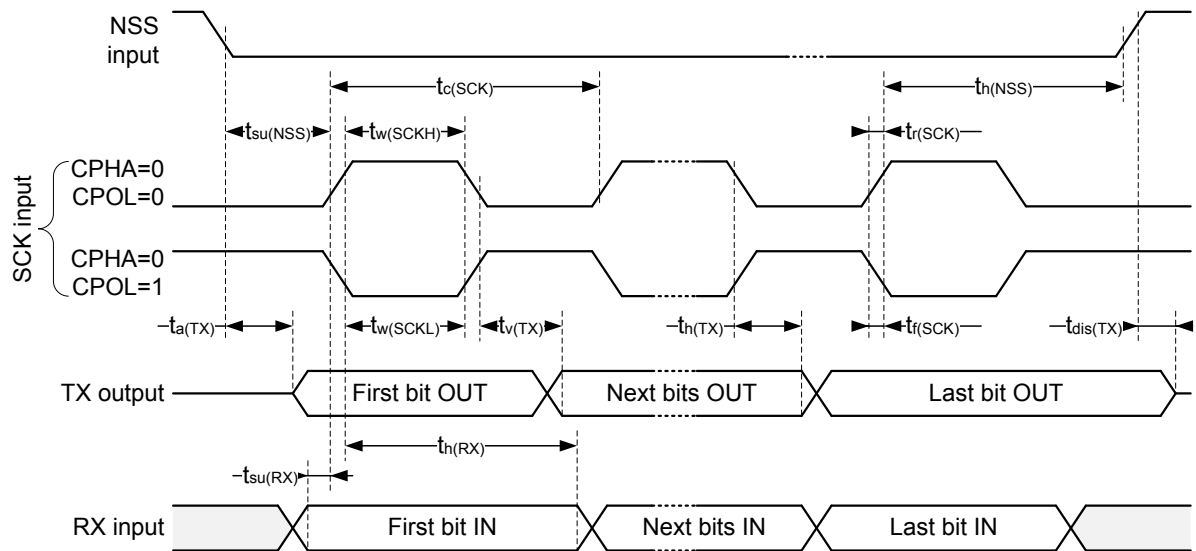 NSS
input
tc(SCK)
th(NSS)
tsu(NSS)
tw(SCKH)
tr(SCK)
SCK input
CPHA=0
CPOL=0
CPHA=0
CPOL=1
ta(TX)
tw(SCKL)
tv(TX)
th(TX)
tf(SCK)
tdis(TX)
TX output
First bit OUT
Next bits OUT
Last bit OUT
th(RX)
tsu(RX)
RX input
First bit IN
Next bits IN
Last bit IN